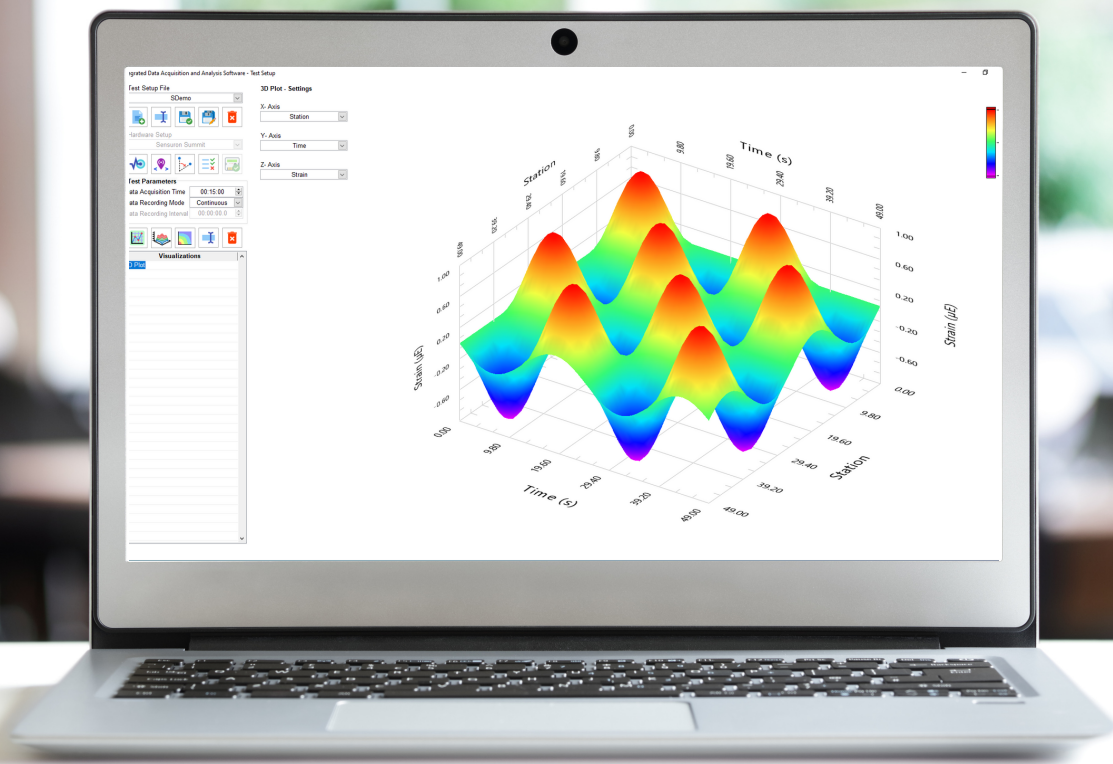 egrated Data Acquisition and Analysis Software - Test Setup
Test Setup File
SDemo
Hardware Setup
Sensuron Summit
Test Parameters
ata Acquisition Time 00:15:00
ata Recording Mode Continuous
ata Recording Interval 00:00:00.0
Visualizations
D Plot
3D Plot - Settings
X- Axis
Station
Y- Axis
Time
Z- Axis
Strain
Station
Time (s)
9.80
19.60
29.40
39.20
49.00
1.00
0.60
0.20
-0.20
-0.60
Strain (µE)
1.00
0.60
0.20
-0.20
-0.60
Strain (µE)
0.00
9.80
19.60
29.40
39.20
49.00
Time (s)
0.00
9.80
19.60
29.40
39.20
49.00
Station